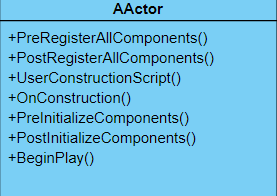 AActor
+PreRegisterAllComponents()
+PostRegisterAllComponents()
+UserConstructionScript()
+OnConstruction()
+PreInitializeComponents()
+PostInitializeComponents()
+BeginPlay()